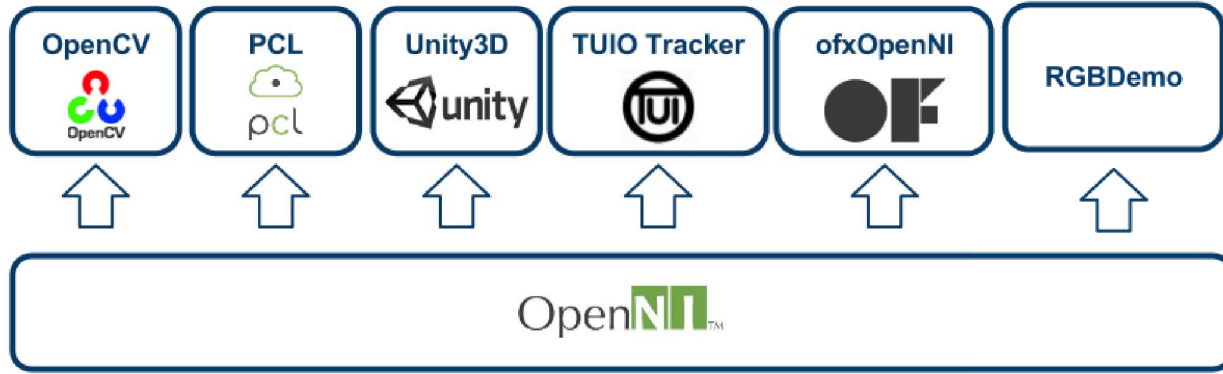 OpenCV
OpenCV
PCL
pcl
Unity3D
unity
TUIO Tracker
TUI
ofxOpenNI
OF
RGBDemo
OpenNI™